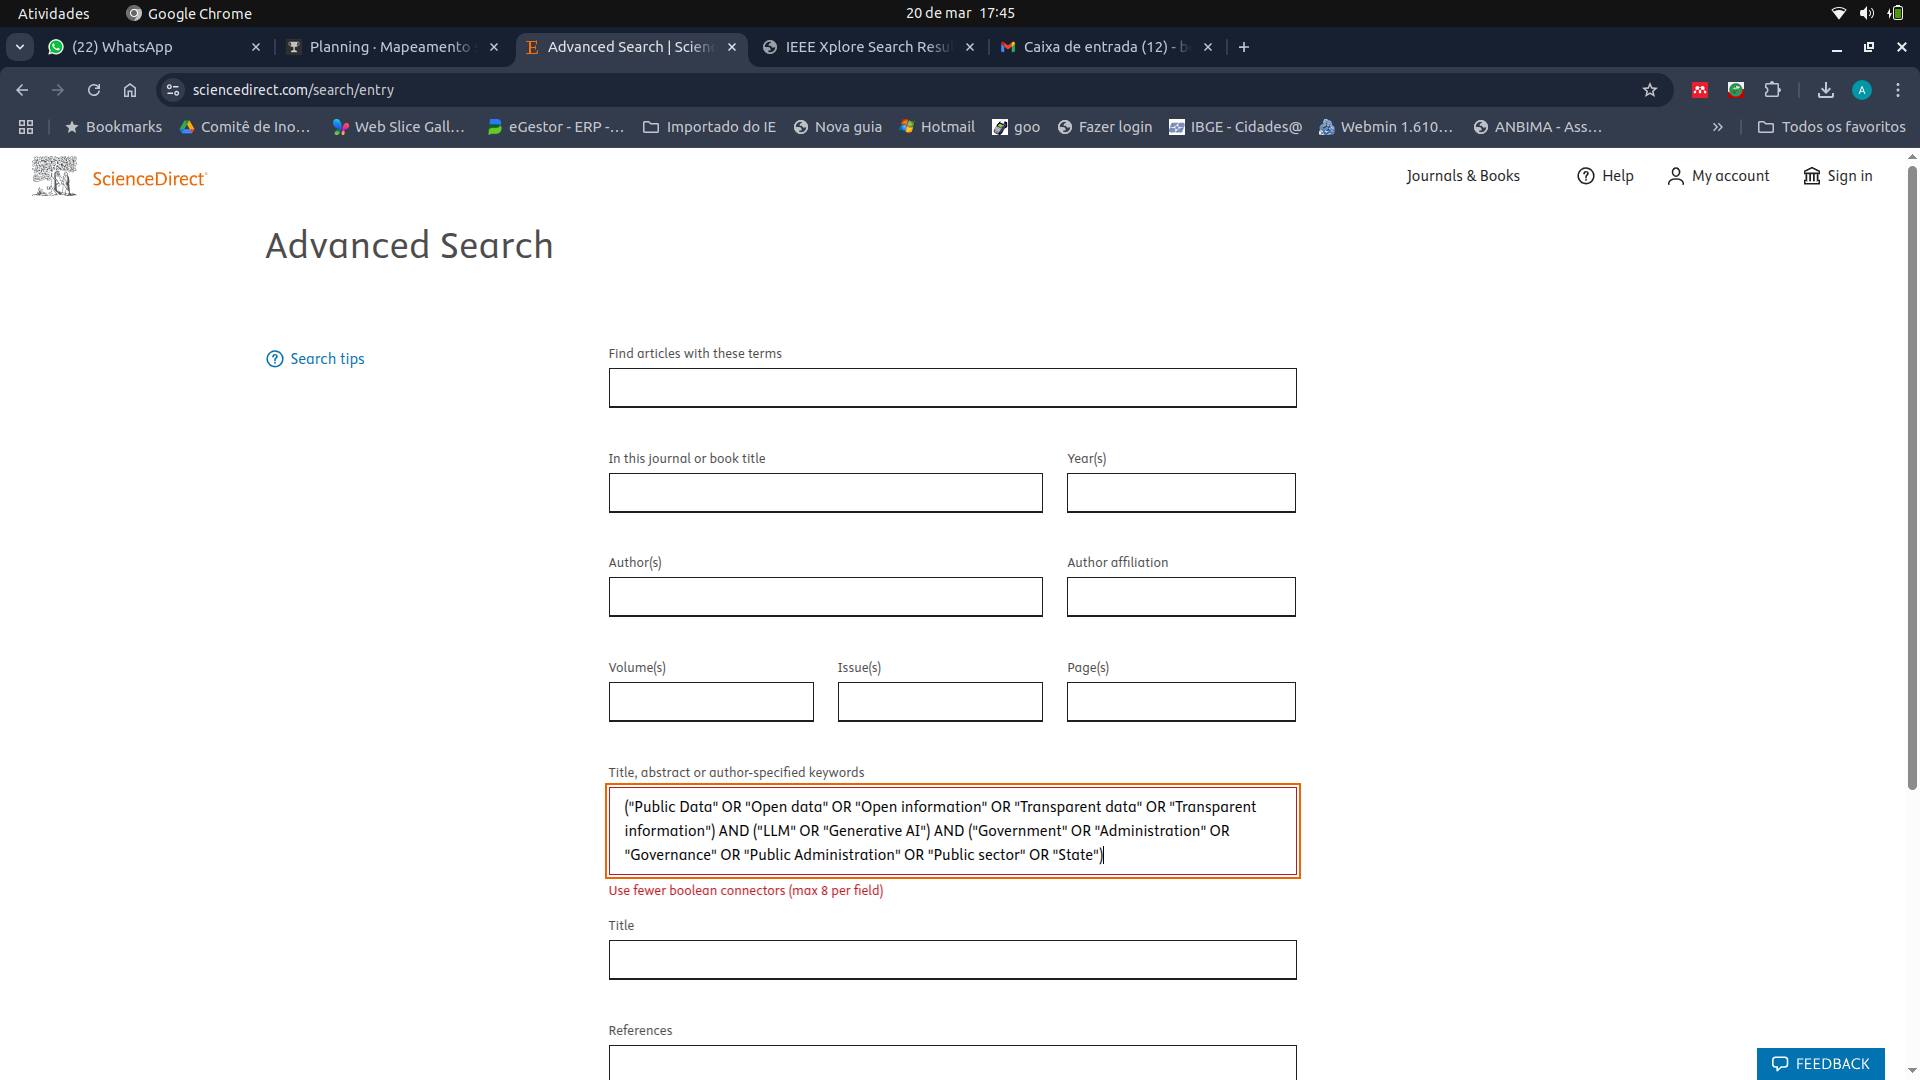 Atividades
Google Chrome
20 de mar 17:45
(22) WhatsApp
Planning · Mapeamento
Advanced Search | Scien
IEEE Xplore Search Resu
Caixa de entrada (12) - b
sciencedirect.com/search/entry
A
Bookmarks
Comitê de Ino...
Web Slice Gall...
eGestor - ERP -...
Importado do IE
Nova guia
Hotmail
goo
Fazer login
IBGE - Cidades@
Webmin 1.610...
ANBIMA - Ass...
Todos os favoritos
ScienceDirect
Journals & Books
Help
My account
Sign in
Advanced Search
Search tips
Find articles with these terms
In this journal or book title
Year(s)
Author(s)
Author affiliation
Volume(s)
Issue(s)
Page(s)
Title, abstract or author-specified keywords
("Public Data" OR "Open data" OR "Open information" OR "Transparent data" OR "Transparent
information") AND ("LLM" OR "Generative AI") AND ("Government" OR "Administration" OR
"Governance" OR "Public Administration" OR "Public sector" OR "State")
Use fewer boolean connectors (max 8 per field)
Title
References
FEEDBACK